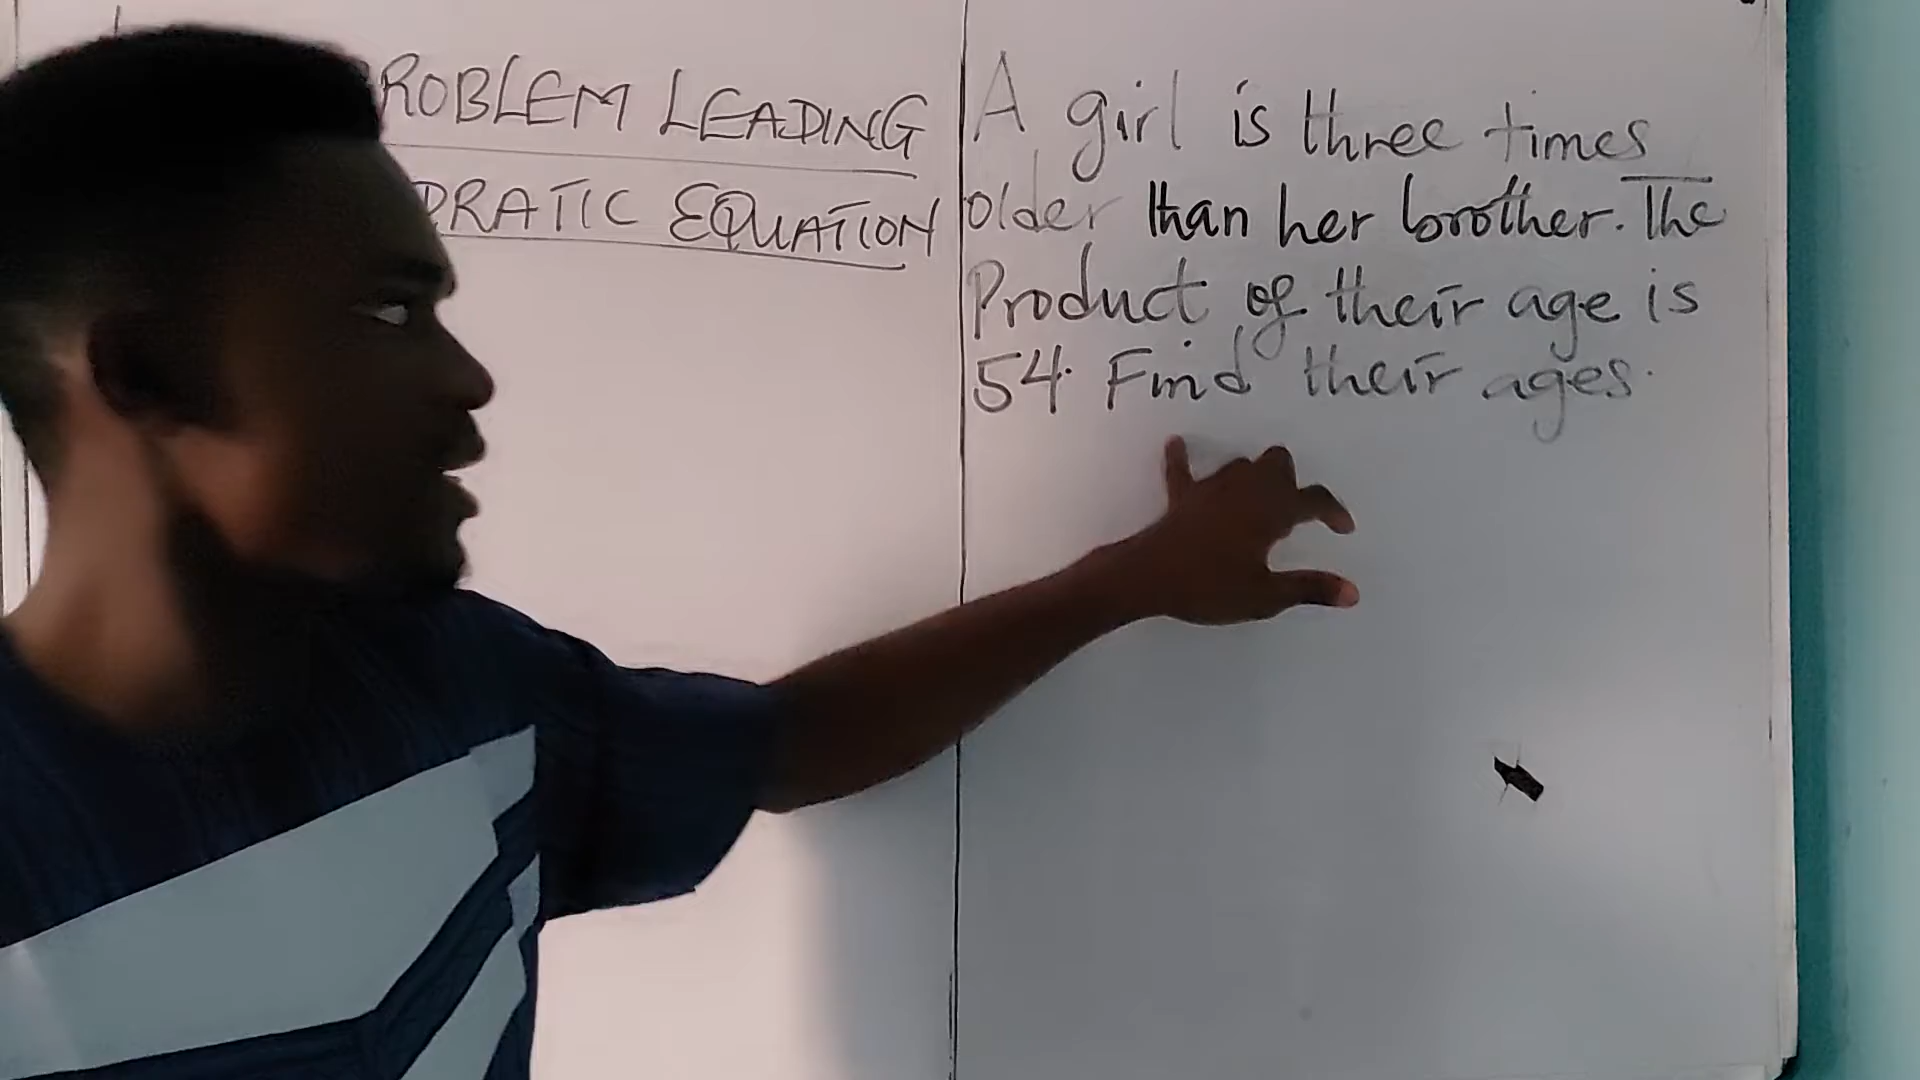 ROBLEM LEADING
DRATIC EQUATION
A girl is three times
older than her brother. The
Product of their age is
54. Find their ages.